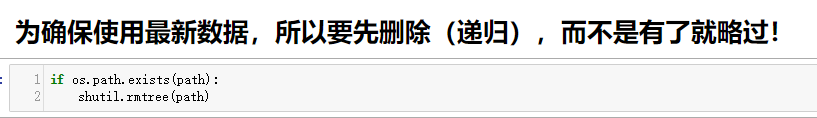 为确保使用最新数据，所以要先删除（递归），而不是有了就略过！
:
1 if os.path.exists(path):
2     shutil.rmtree(path)